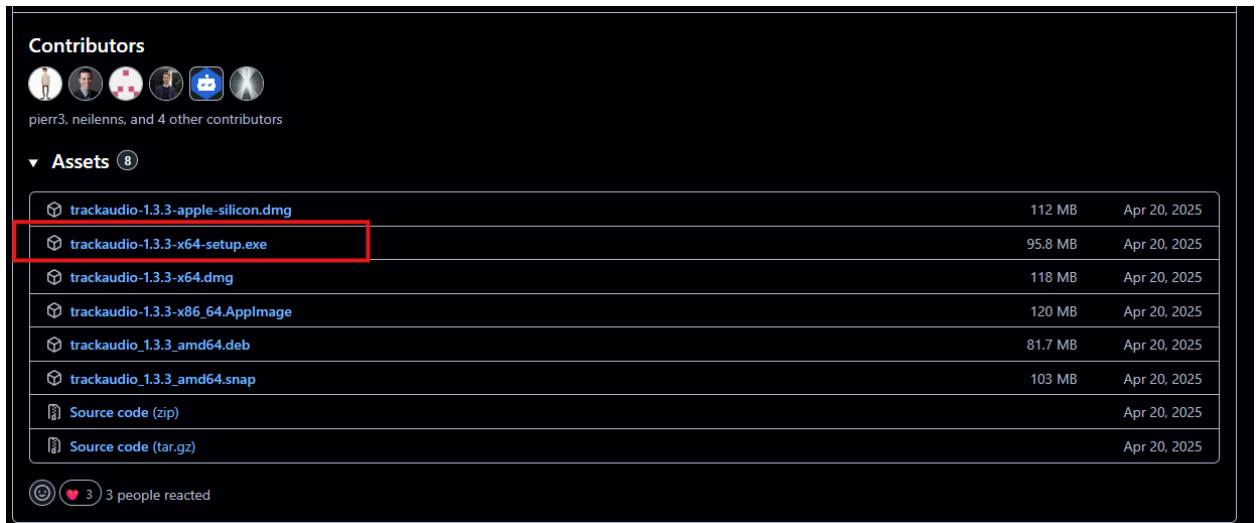 Contributors
pierr3, neilenns, and 4 other contributors
Assets 8
trackaudio-1.3.3-apple-silicon.dmg 112 MB Apr 20, 2025
trackaudio-1.3.3-x64-setup.exe 95.8 MB Apr 20, 2025
trackaudio-1.3.3-x64.dmg 118 MB Apr 20, 2025
trackaudio-1.3.3-x86_64.AppImage 120 MB Apr 20, 2025
trackaudio_1.3.3_amd64.deb 81.7 MB Apr 20, 2025
trackaudio_1.3.3_amd64.snap 103 MB Apr 20, 2025
Source code (zip) Apr 20, 2025
Source code (tar.gz) Apr 20, 2025
3 3 people reacted